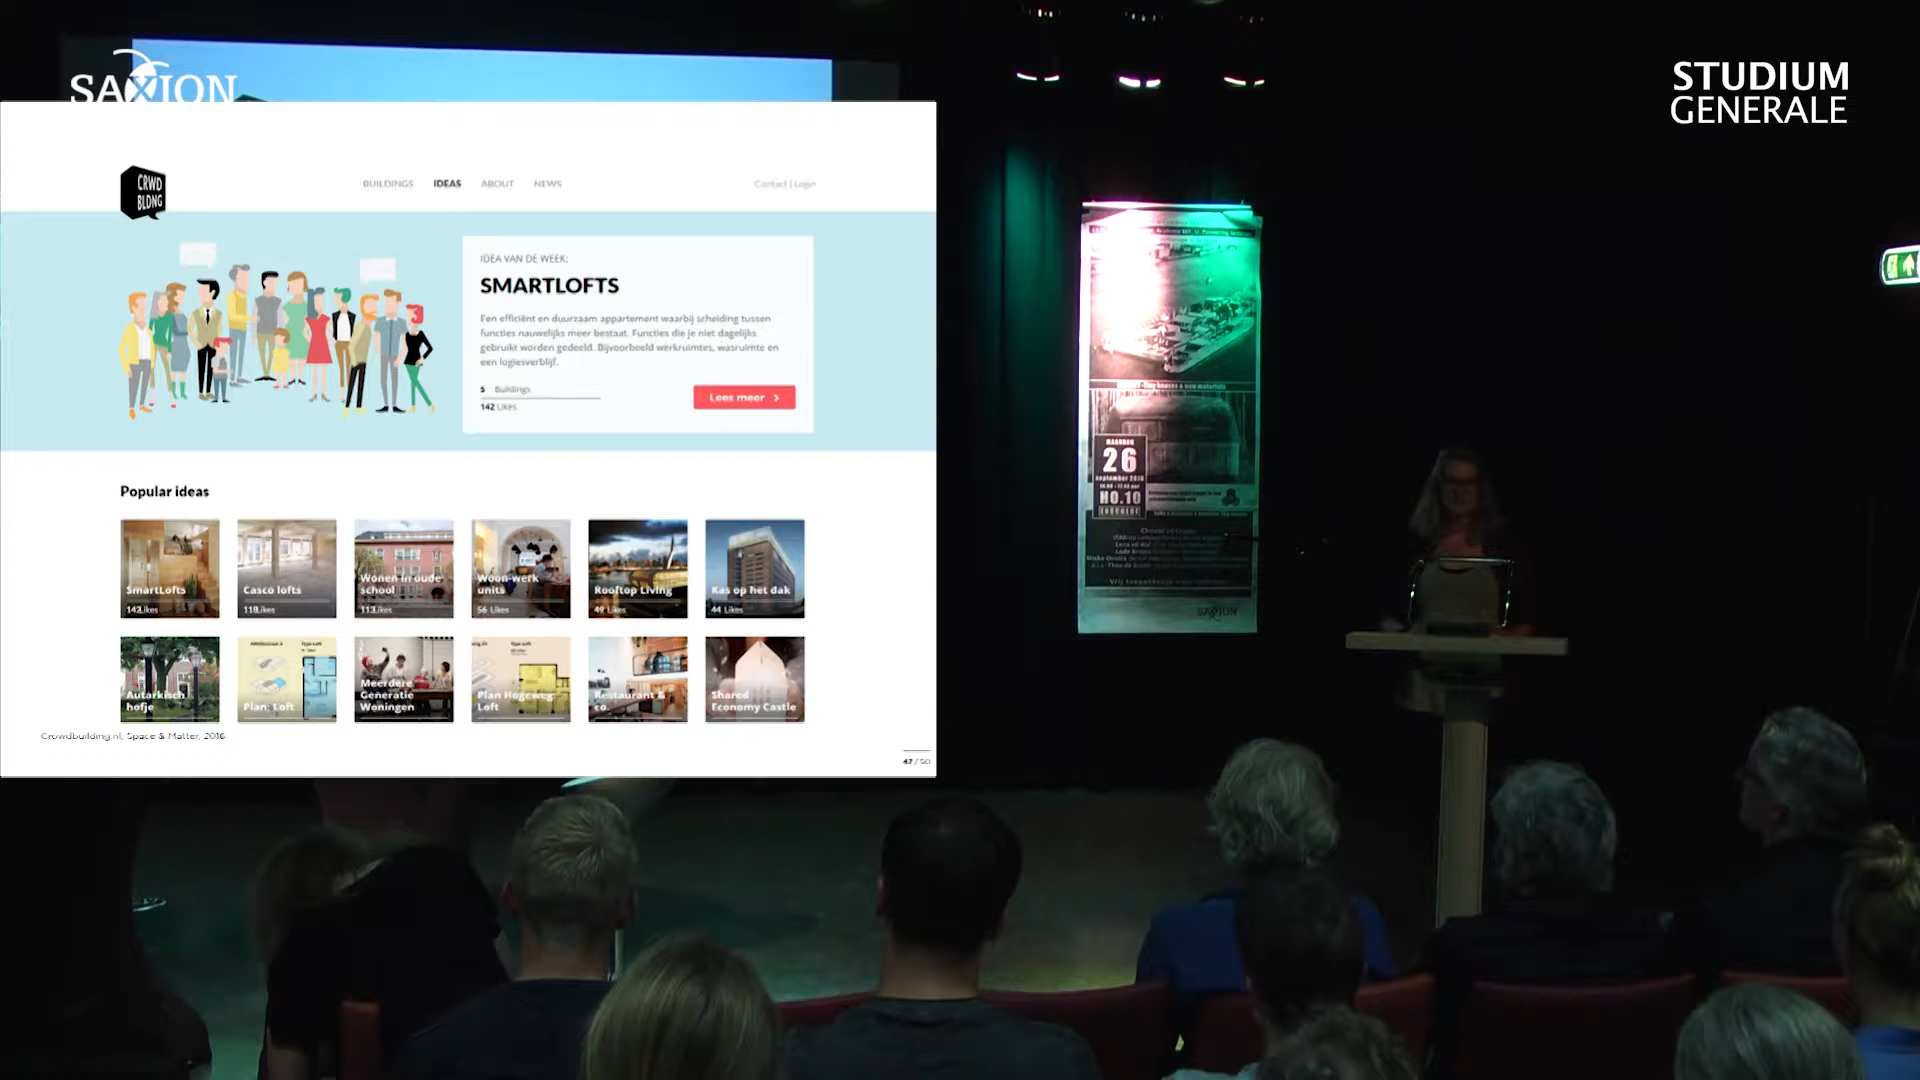 SAXION
STUDIUM
GENERALE
CRWD
BLDNG
BUILDINGS IDEAS ABOUT NEWS
Contact | Login
IDEA VAN DE WEEK:
SMARTLOFTS
Een efficiënt en duurzaam appartement waarbij scheiding tussen
functies nauwelijks meer bestaat. Functies die je niet dagelijks
gebruikt worden gedeeld. Bijvoorbeeld werkruimtes, wasruimte en
een logiesverblijf.
5 Buildings
142 Likes
Lees meer
Popular ideas
SmartLofts
142 Likes
Casco lofts
118 Likes
Wonen in oude
school
113 Likes
Woon-werk
units
56 Likes
Rooftop Living
49 Likes
Kas op het dak
44 Likes
Autarkisch
hofje
Plan: Loft
Meerdere
Generatie
Woningen
Plan Hogeweg
Loft
Restaurant &
co.
Shared
Economy Castle
Crowdbuilding.nl, Space & Matter, 2016
47 / 50
WOENSDAG
26
september 2018
HO.10
ENSCHEDE
SAXION